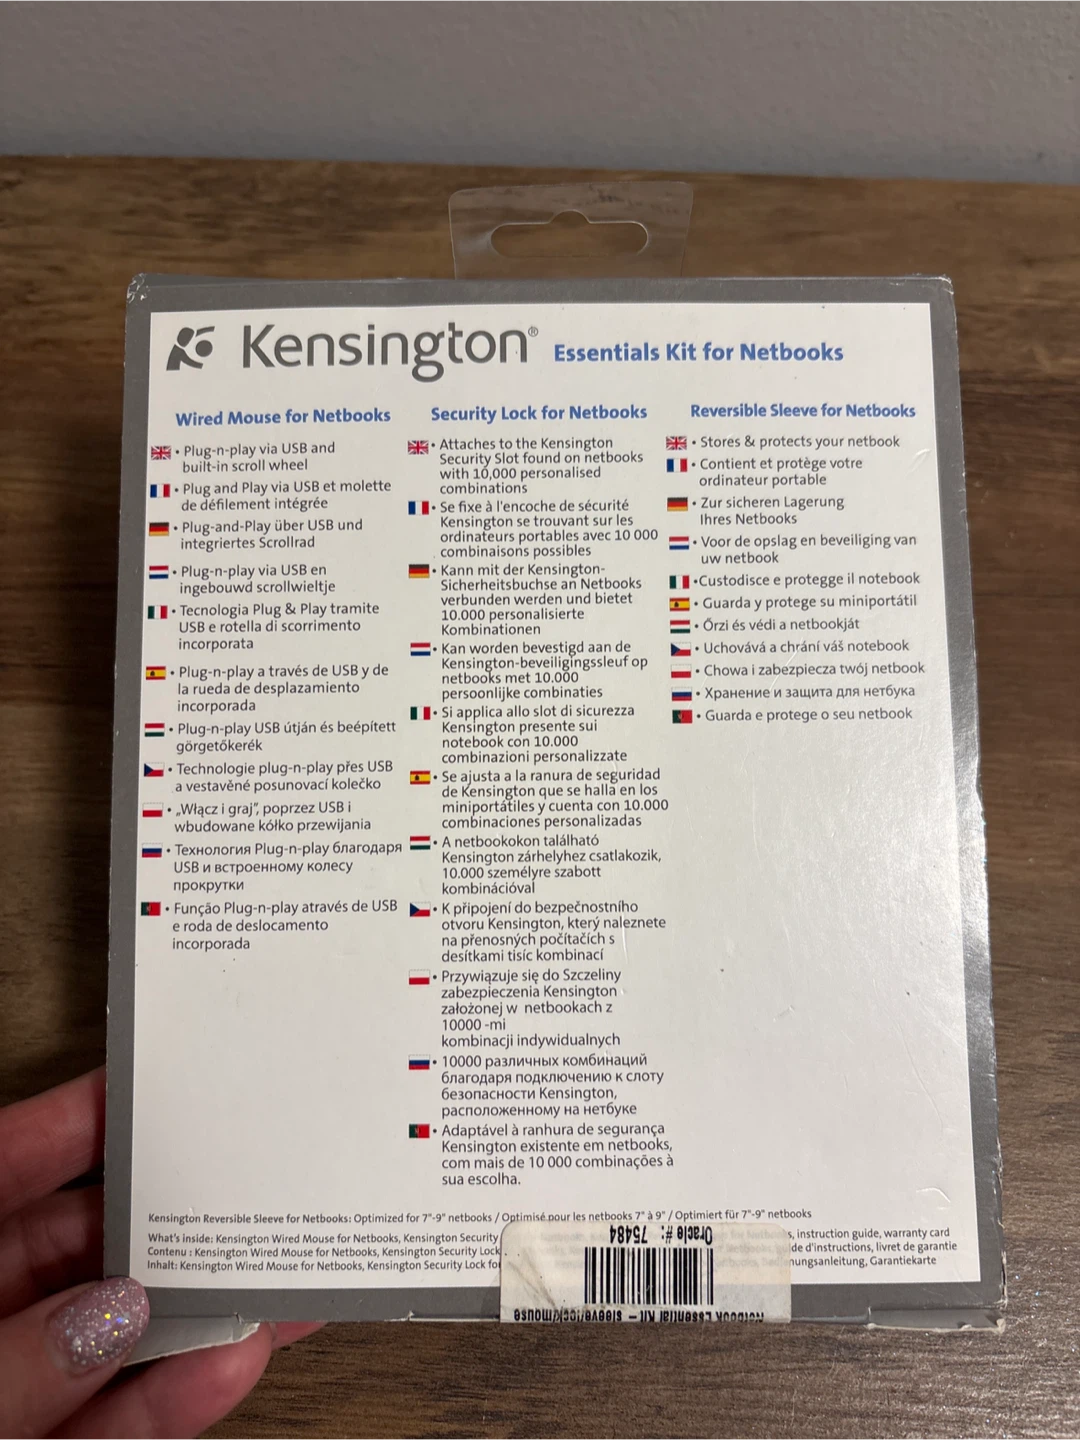 Kensington®
Essentials Kit for Netbooks
Wired Mouse for Netbooks
• Plug-n-play via USB and
built-in scroll wheel
• Plug and Play via USB et molette
de défilement intégrée
• Plug-and-Play über USB und
integriertes Scrollrad
• Plug-n-play via USB en
ingebouwd scrollwieltje
• Tecnologia Plug & Play tramite
USB e rotella di scorrimento
incorporata
• Plug-n-play a través de USB y de
la rueda de desplazamiento
incorporada
• Plug-n-play USB útján és beépített
görgetőkerék
• Technologie plug-n-play přes USB
a vestavěné posunovací kolečko
• „Włącz i graj”, poprzez USB i
wbudowane kółko przewijania
• Технология Plug-n-play благодаря
USB и встроенному колесу
прокрутки
• Função Plug-n-play através de USB
e roda de deslocamento
incorporada
Security Lock for Netbooks
• Attaches to the Kensington
Security Slot found on netbooks
with 10,000 personalised
combinations
• Se fixe à l'encoche de sécurité
Kensington se trouvant sur les
ordinateurs portables avec 10 000
combinaisons possibles
• Kann mit der Kensington-
Sicherheitsbuchse an Netbooks
verbunden werden und bietet
10.000 personalisierte
Kombinationen
• Kan worden bevestigd aan de
Kensington-beveiligingssleuf op
netbooks met 10.000
persoonlijke combinaties
• Si applica allo slot di sicurezza
Kensington presente sui
notebook con 10.000
combinazioni personalizzate
• Se ajusta a la ranura de seguridad
de Kensington que se halla en los
miniportátiles y cuenta con 10.000
combinaciones personalizadas
• A netbookokon található
Kensington zárhelyhez csatlakozik,
10.000 személyre szabott
kombinációval
• K připojení do bezpečnostního
otvoru Kensington, který naleznete
na přenosných počítačích s
desítkami tisíc kombinací
• Przywiązuje się do Szczeliny
zabezpieczenia Kensington
założonej w netbookach z
10000 -mi
kombinacji indywidualnych
• 10000 различных комбинаций
благодаря подключению к слоту
безопасности Kensington,
расположенному на нетбуке
• Adaptável à ranhura de segurança
Kensington existente em netbooks,
com mais de 10 000 combinações à
sua escolha.
Reversible Sleeve for Netbooks
• Stores & protects your netbook
• Contient et protège votre
ordinateur portable
• Zur sicheren Lagerung
Ihres Netbooks
• Voor de opslag en beveiliging van
uw netbook
•Custodisce e protegge il notebook
• Guarda y protege su miniportátil
• Őrzi és védi a netbookját
• Uchovává a chrání váš notebook
• Chowa i zabezpiecza twój netbook
• Хранение и защита для нетбука
• Guarda e protege o seu netbook
Kensington Reversible Sleeve for Netbooks: Optimized for 7"-9" netbooks / Optimisé pour les netbooks 7" à 9" / Optimiert für 7"-9" netbooks
What's inside: Kensington Wired Mouse for Netbooks, Kensington Security instruction guide, warranty card
Contenu : Kensington Wired Mouse for Netbooks, Kensington Security Lock d'instructions, livret de garantie
Inhalt: Kensington Wired Mouse for Netbooks, Kensington Security Lock Garantiekarte
Oracle #: 75484
Essential Kit - sleeve/lock/mouse